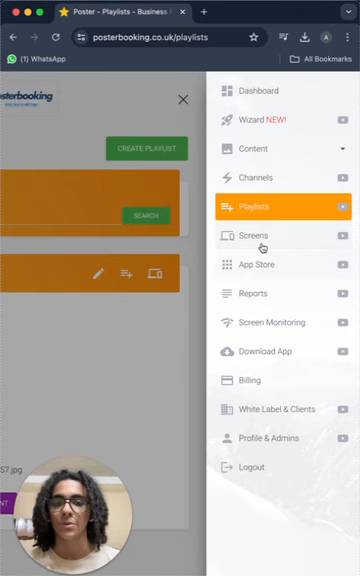 Poster - Playlists - Business
posterbooking.co.uk/playlists
A
(1) WhatsApp
All Bookmarks
sterbooking
CREATE PLAYLIST
SEARCH
57.jpg
NT
Dashboard
Wizard NEW!
Content
Channels
Playlists
Screens
App Store
Reports
Screen Monitoring
Download App
Billing
White Label & Clients
Profile & Admins
Logout